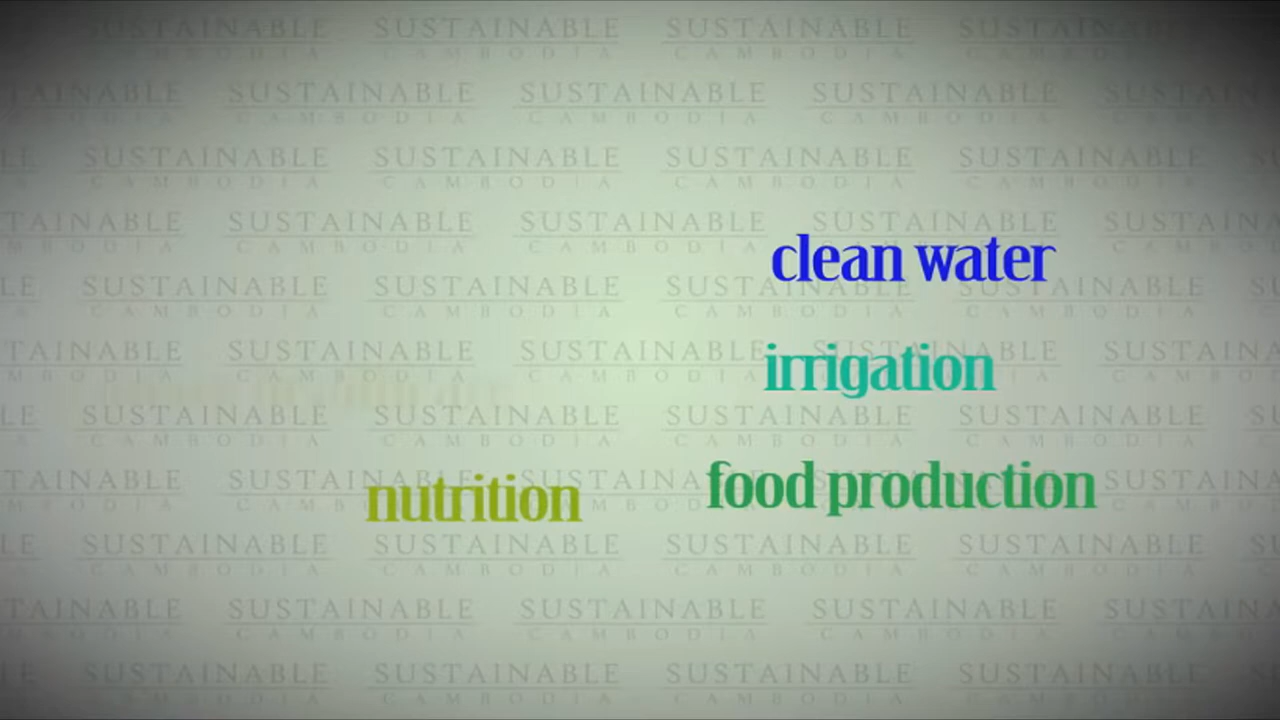 SUSTAINABLE
CAMBODIA
clean water
irrigation
food production
nutrition